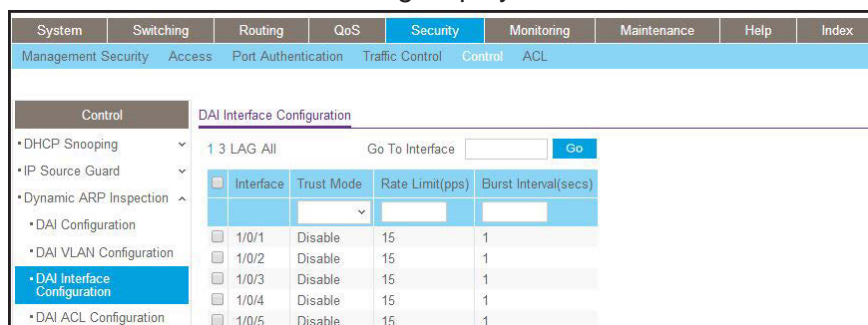 System Switching Routing QoS Security Monitoring Maintenance Help Index
Management Security Access Port Authentication Traffic Control Control ACL
Control
DHCP Snooping
IP Source Guard
Dynamic ARP Inspection
DAI Configuration
DAI VLAN Configuration
DAI Interface
Configuration
DAI ACL Configuration
DAI Interface Configuration
1 3 LAG All Go To Interface Go
Interface Trust Mode Rate Limit(pps) Burst Interval(secs)
1/0/1 Disable 15 1
1/0/2 Disable 15 1
1/0/3 Disable 15 1
1/0/4 Disable 15 1
1/0/5 Disable 15 1